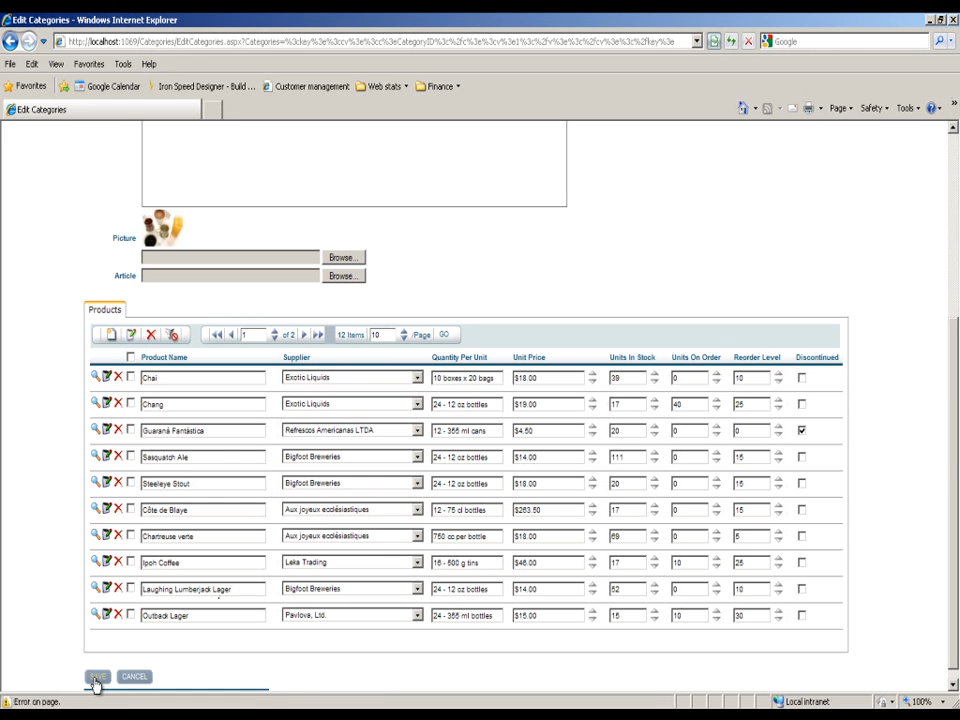 Edit Categories - Windows Internet Explorer
http://localhost:1069/Categories/EditCategories.aspx?Categories=%3ckey%3e%3ccv%3e%3cc%3eCategoryID%3c%2fc%3e%3cv%3e1%3c%2fv%3e%3c%2fcv%3e%3c%2fkey%3e Google
File Edit View Favorites Tools Help
Favorites Google Calendar Iron Speed Designer - Build ... Customer management Web stats Finance
Edit Categories Page Safety Tools
Picture
Browse...
Article Browse...
Products
1 of 2 12 Items 10 /Page GO
Product Name Supplier Quantity Per Unit Unit Price Units In Stock Units On Order Reorder Level Discontinued
Chai Exotic Liquids 10 boxes x 20 bags $18.00 39 0 10
Chang Exotic Liquids 24 - 12 oz bottles $19.00 17 40 25
Guaraná Fantástica Refrescos Americanas LTDA 12 - 355 ml cans $4.50 20 0 0
Sasquatch Ale Bigfoot Breweries 24 - 12 oz bottles $14.00 111 0 15
Steeleye Stout Bigfoot Breweries 24 - 12 oz bottles $18.00 20 0 15
Côte de Blaye Aux joyeux ecclésiastiques 12 - 75 cl bottles $263.50 17 0 15
Chartreuse verte Aux joyeux ecclésiastiques 750 cc per bottle $18.00 69 0 5
Ipoh Coffee Leka Trading 16 - 500 g tins $46.00 17 10 25
Laughing Lumberjack Lager Bigfoot Breweries 24 - 12 oz bottles $14.00 52 0 10
Outback Lager Pavlova, Ltd. 24 - 355 ml bottles $15.00 15 10 30
SAVE CANCEL
Error on page. Local intranet 100%